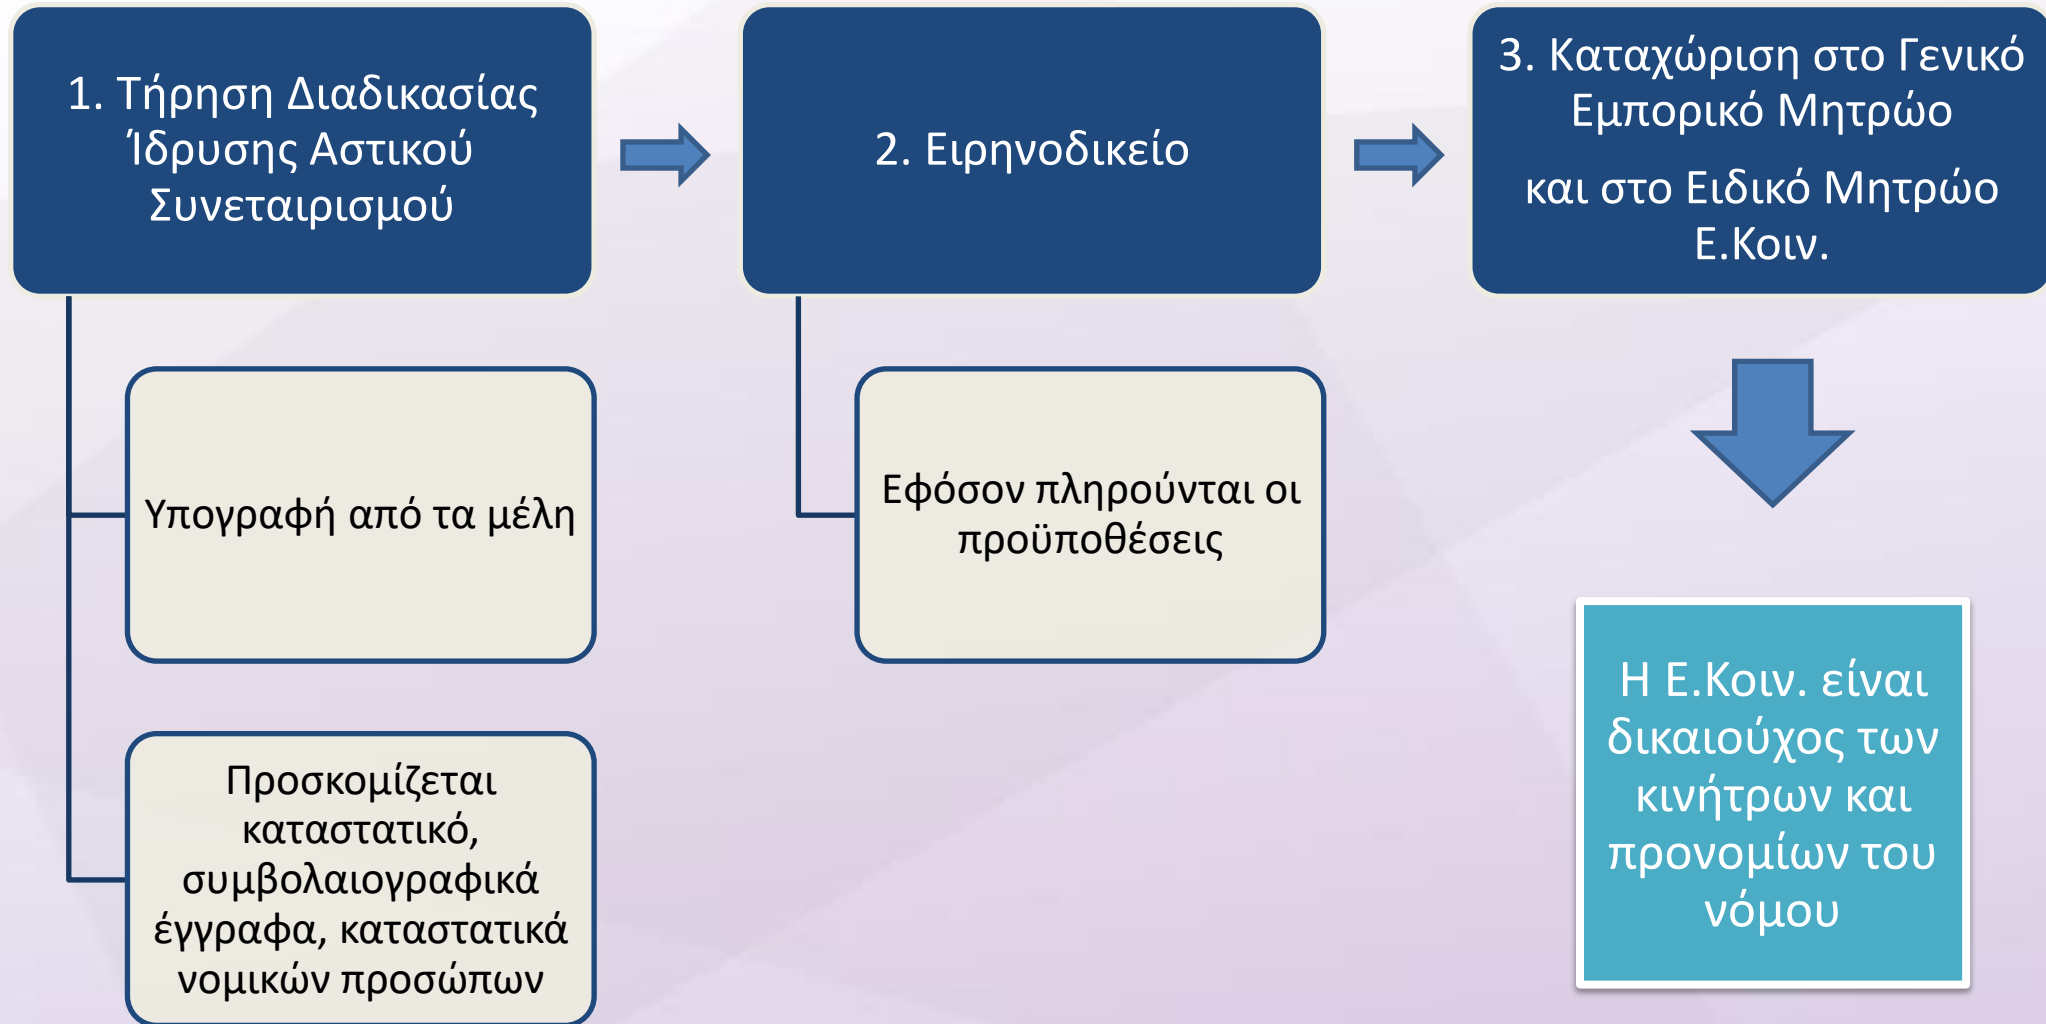 1. Τήρηση Διαδικασίας
Ίδρυσης Αστικού
Συνεταιρισμού
Υπογραφή από τα μέλη
Προσκομίζεται
καταστατικό,
συμβολαιογραφικά
έγγραφα, καταστατικά
νομικών προσώπων
2. Ειρηνοδικείο
Εφόσον πληρούνται οι
προϋποθέσεις
3. Καταχώριση στο Γενικό
Εμπορικό Μητρώο
και στο Ειδικό Μητρώο
Ε.Κοιν.
Η Ε.Κοιν. είναι
δικαιούχος των
κινήτρων και
προνομίων του
νόμου